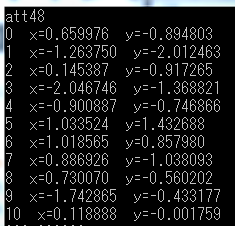 att48
0  x=0.659976  y=-0.894803
1  x=-1.263750  y=-2.012463
2  x=0.145387  y=-0.917265
3  x=-2.046746  y=-1.368821
4  x=-0.900887  y=-0.746866
5  x=1.033524  y=1.432688
6  x=1.018565  y=0.857980
7  x=0.886926  y=-1.038093
8  x=0.730070  y=-0.560202
9  x=-1.742865  y=-0.433177
10  x=0.118888  y=-0.001759